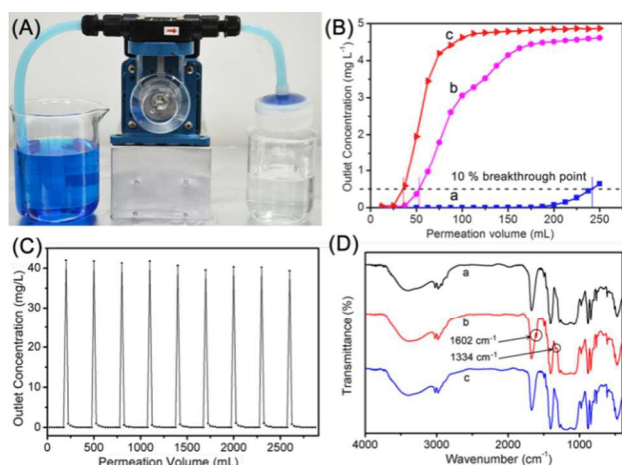 (A)
(B)
Outlet Concentration (mg L⁻¹)
5
4
3
2
1
0
c
b
10 % breakthrough point
a
0 50 100 150 200 250
Permeation volume (mL)
(C)
Outlet Concentration (mg/L)
40
30
20
10
0
0 500 1000 1500 2000 2500
Permeation Volume (mL)
(D)
Transmittance (%)
a
b
1602 cm⁻¹
1334 cm⁻¹
c
4000 3000 2000 1000
Wavenumber (cm⁻¹)